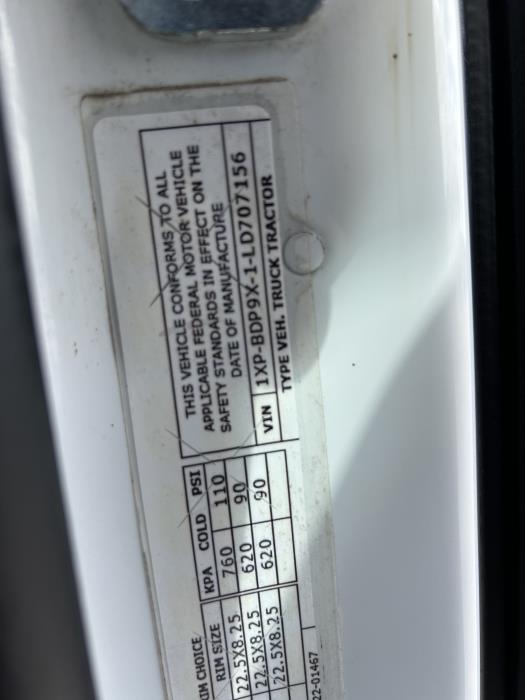 THIS VEHICLE CONFORMS TO ALL
APPLICABLE FEDERAL MOTOR VEHICLE
SAFETY STANDARDS IN EFFECT ON THE
DATE OF MANUFACTURE
VIN 1XP-BDP9X-1-LD707156
TYPE VEH. TRUCK TRACTOR
CHOICE COLD
RIM SIZE KPA PSI
22.5X8.25 760 110
22.5X8.25 620 90
22.5X8.25 620 90
22-01467